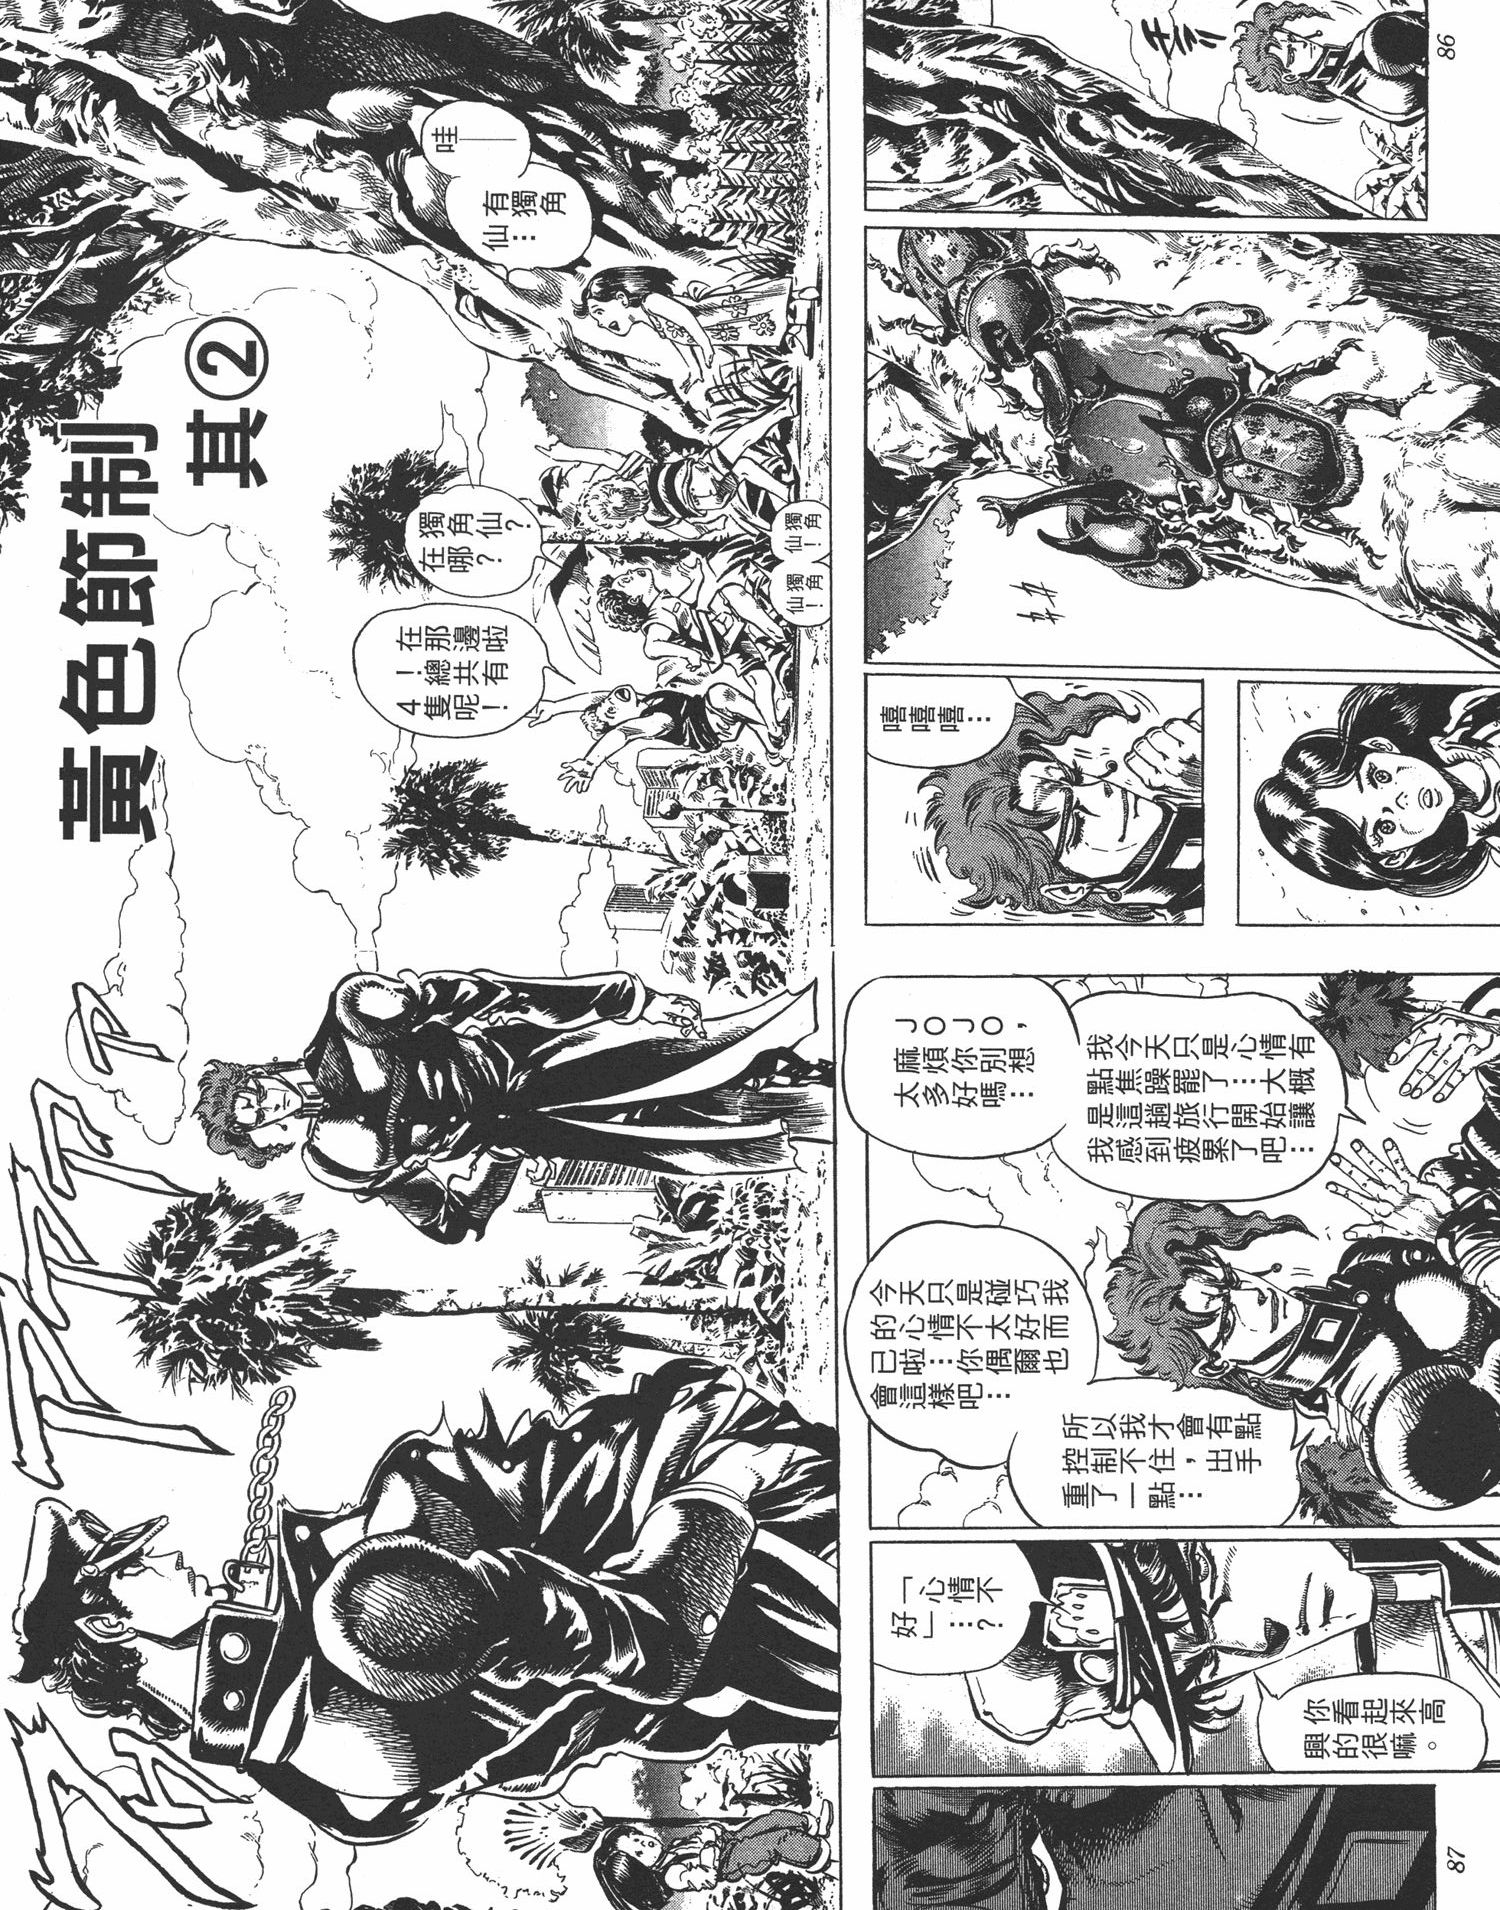 黃色節制
其②
哇——
有獨角
仙…
獨角仙？
在哪？
獨角
仙！
獨角
仙！
在那邊啦
！總共有
4隻呢！
嘻嘻嘻…
ＪＯＪＯ，
麻煩你別想
太多好嗎…
我今天只是心情有
點焦躁罷了…大概
是這趟旅行開始讓
我感到疲累了吧…
今天只是碰巧我
的心情不太好而
已啦…你偶爾也
會這樣吧…
所以我才會有點
控制不住，出手
重了一點…
「心情不
好」…？
你看起來高
興的很嘛。
86
87